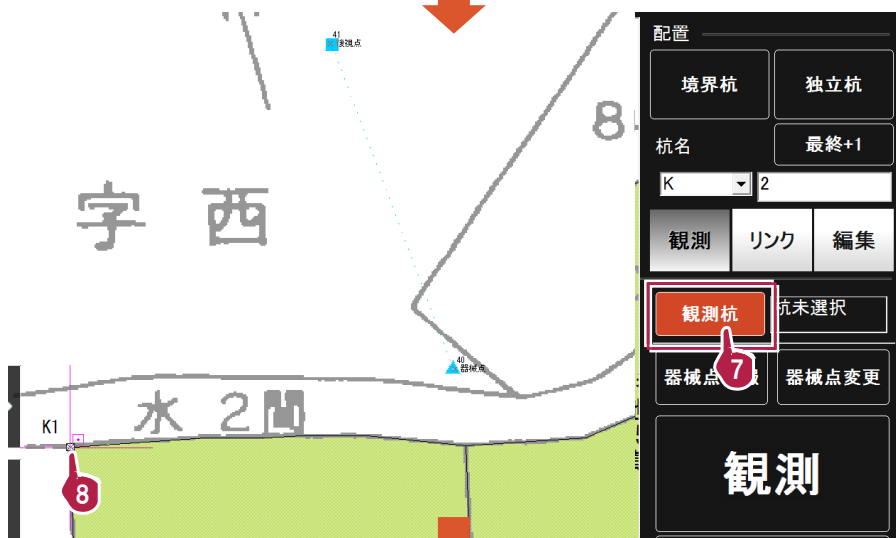 41
後視点
8
字西
40
器械点
水2間
K1
8
配置
境界杭 独立杭
杭名 最終+1
K 2
観測 リンク 編集
観測杭 杭未選択
7
器械点 報 器械点変更
観測